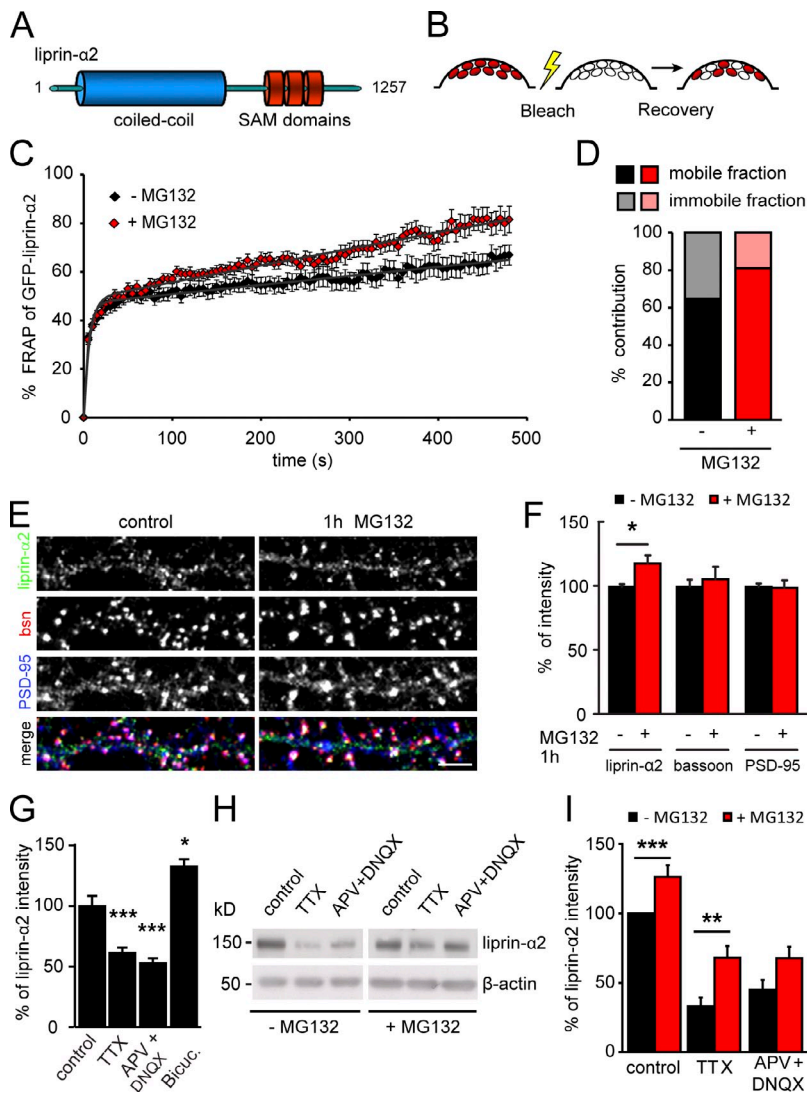 A
liprin-α2
1
1257
coiled-coil
SAM domains
B
Bleach
Recovery
C
- MG132
+ MG132
% FRAP of GFP-liprin-α2
100
80
60
40
20
0
0 100 200 300 400 500
time (s)
D
mobile fraction
immobile fraction
% contribution
100
80
60
40
20
0
- +
MG132
E
control
1h MG132
liprin-α2
bsn
PSD-95
merge
F
- MG132 + MG132
% of intensity
150
100
50
0
*
MG132 - + - + - +
1h
liprin-α2 bassoon PSD-95
G
% of liprin-α2 intensity
150
100
50
0
*** *** *
control
TTX
APV +
DNQX
Bicuc.
H
control TTX APV+DNQX control TTX APV+DNQX
kD
150
liprin-α2
50
β-actin
- MG132 + MG132
I
- MG132 + MG132
% of liprin-α2 intensity
150
100
50
0
*** **
control TTX APV+
DNQX